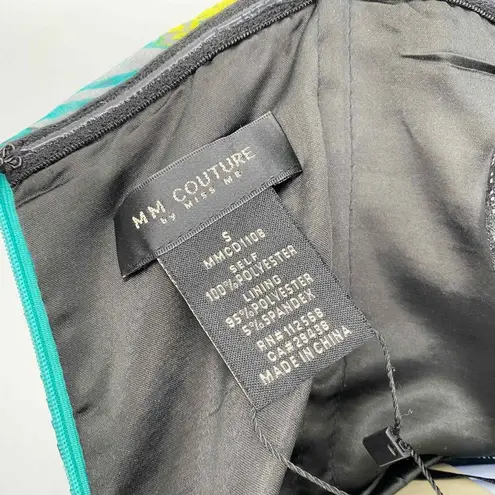 MM COUTURE
by MISS ME
S
MMCD1108
SELF
100%POLYESTER
LINING
95%POLYESTER
5%SPANDEX
RN#112556
CA#29436
MADE IN CHINA